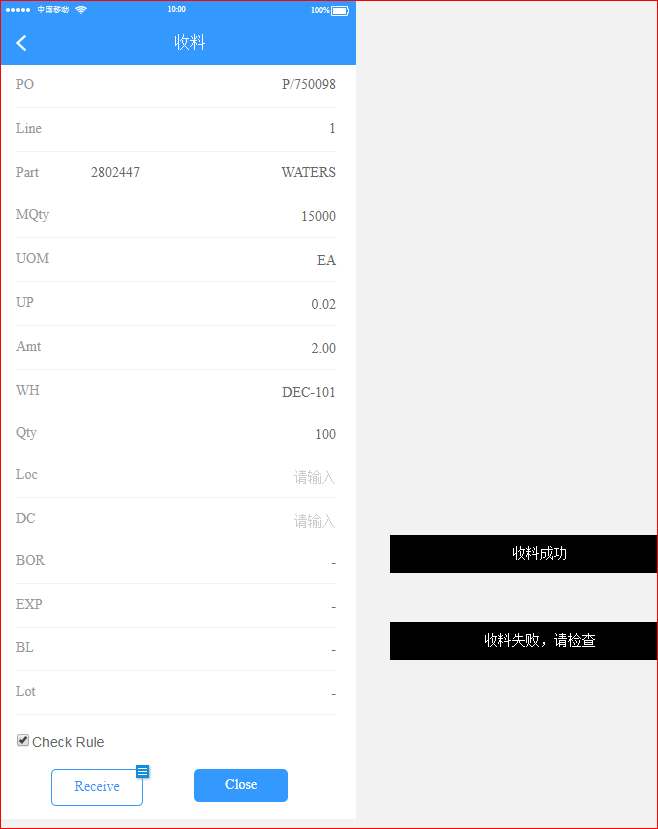 中国移动 10:00 100%
收料
PO P/750098
Line 1
Part 2802447 WATERS
MQty 15000
UOM EA
UP 0.02
Amt 2.00
WH DEC-101
Qty 100
Loc 请输入
DC 请输入
BOR -
EXP -
BL -
Lot -
Check Rule
Receive Close
收料成功
收料失败，请检查